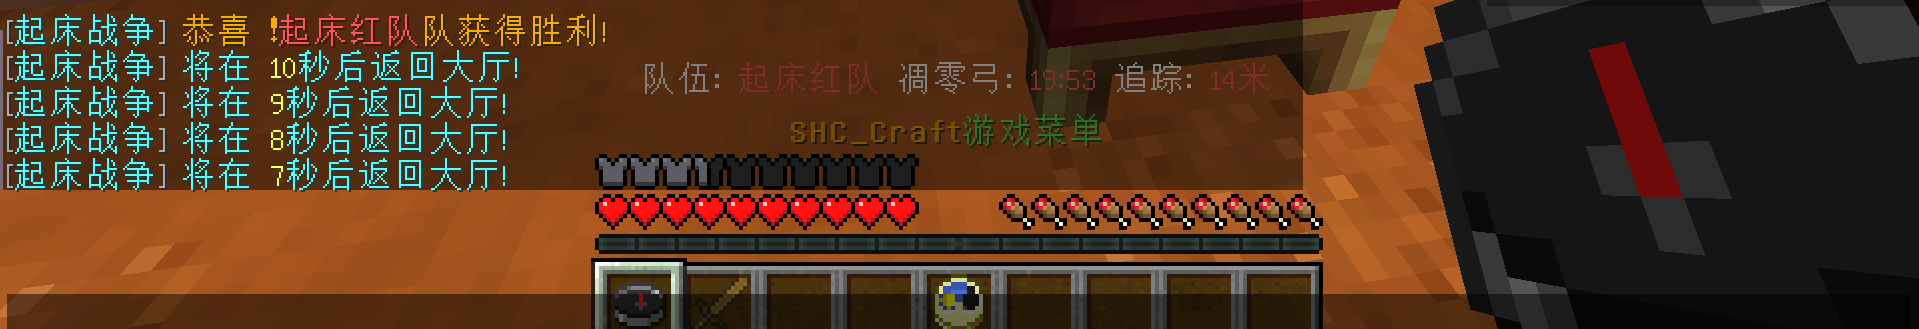 [起床战争] 恭喜 !起床红队队获得胜利!
[起床战争] 将在 10秒后返回大厅!
[起床战争] 将在 9秒后返回大厅!
[起床战争] 将在 8秒后返回大厅!
[起床战争] 将在 7秒后返回大厅!
队伍: 起床红队 凋零弓: 19:53 追踪: 14米
SHC_Craft游戏菜单